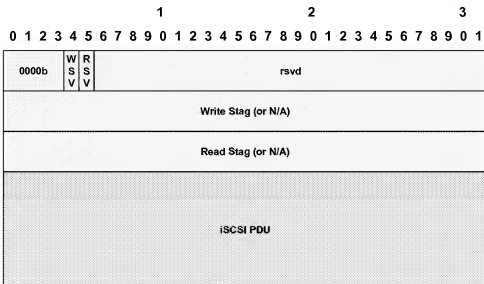 1 2 3
0 1 2 3 4 5 6 7 8 9 0 1 2 3 4 5 6 7 8 9 0 1 2 3 4 5 6 7 8 9 0 1
0000b WSV RSV rsvd
Write Stag (or N/A)
Read Stag (or N/A)
iSCSI PDU